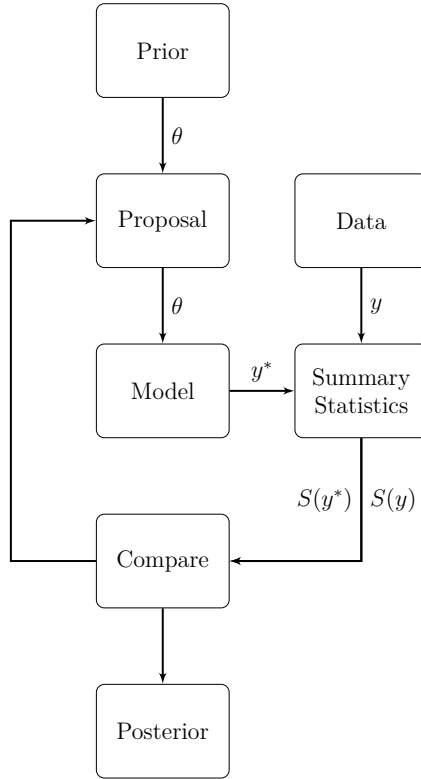 Prior
θ
Proposal
Data
θ
y
Model
y*
Summary
Statistics
S(y*) S(y)
Compare
Posterior